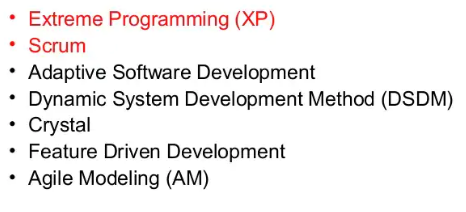 • Extreme Programming (XP)
• Scrum
• Adaptive Software Development
• Dynamic System Development Method (DSDM)
• Crystal
• Feature Driven Development
• Agile Modeling (AM)